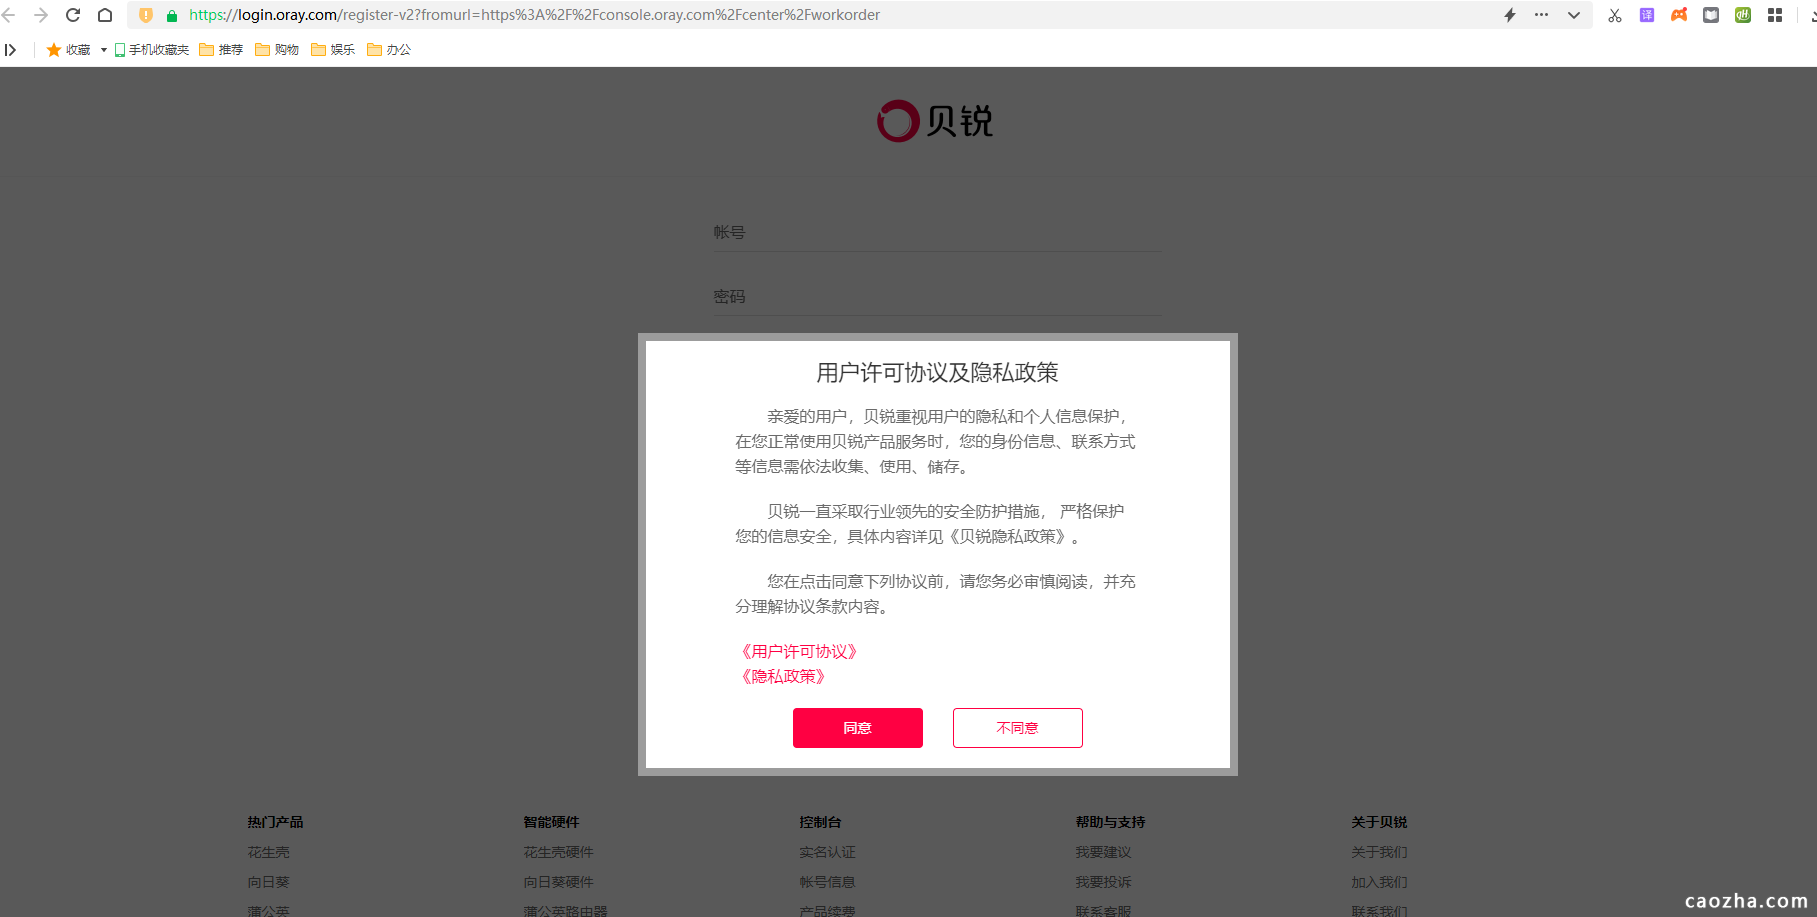 https://login.oray.com/register-v2?fromurl=https%3A%2F%2Fconsole.oray.com%2Fcenter%2Fworkorder
译
收藏 手机收藏夹 推荐 购物 娱乐 办公
贝锐
帐号
密码
用户许可协议及隐私政策
亲爱的用户，贝锐重视用户的隐私和个人信息保护，
在您正常使用贝锐产品服务时，您的身份信息、联系方式
等信息需依法收集、使用、储存。
贝锐一直采取行业领先的安全防护措施， 严格保护
您的信息安全，具体内容详见《贝锐隐私政策》。
您在点击同意下列协议前，请您务必审慎阅读，并充
分理解协议条款内容。
《用户许可协议》
《隐私政策》
同意 不同意
热门产品 智能硬件 控制台 帮助与支持 关于贝锐
花生壳 花生壳硬件 实名认证 我要建议 关于我们
向日葵 向日葵硬件 帐号信息 我要投诉 加入我们
蒲公英 蒲公英路由器 产品续费 联系客服 联系我们
caozha.com